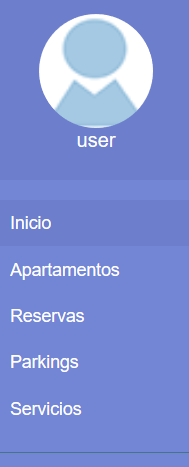 user
Inicio
Apartamentos
Reservas
Parkings
Servicios